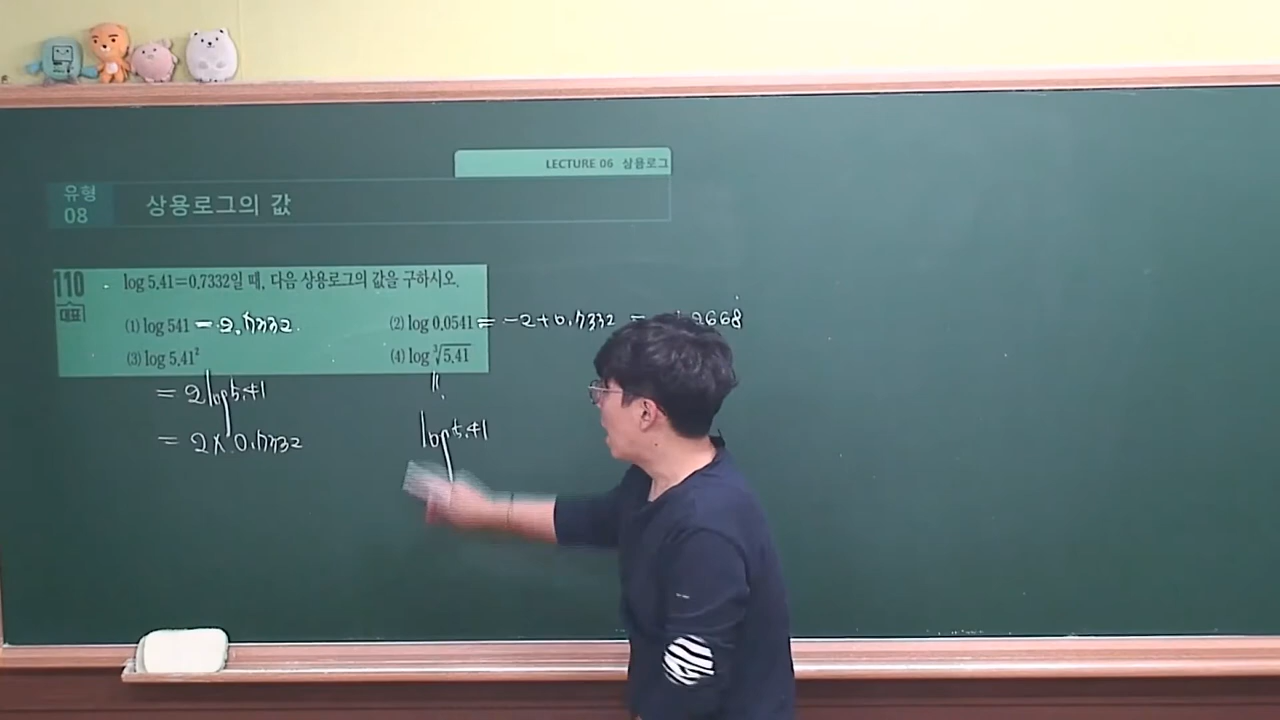 LECTURE 06 상용로그
유형 08 상용로그의 값
110 대표
log 5.41=0.7332일 때, 다음 상용로그의 값을 구하시오.
(1) log 541 = 2.7332
(2) log 0.0541 = -2+0.7332 = 2668
(3) log 5.41²
= 2log5.41
= 2×0.7332
(4) log ∛5.41
=
log5.41